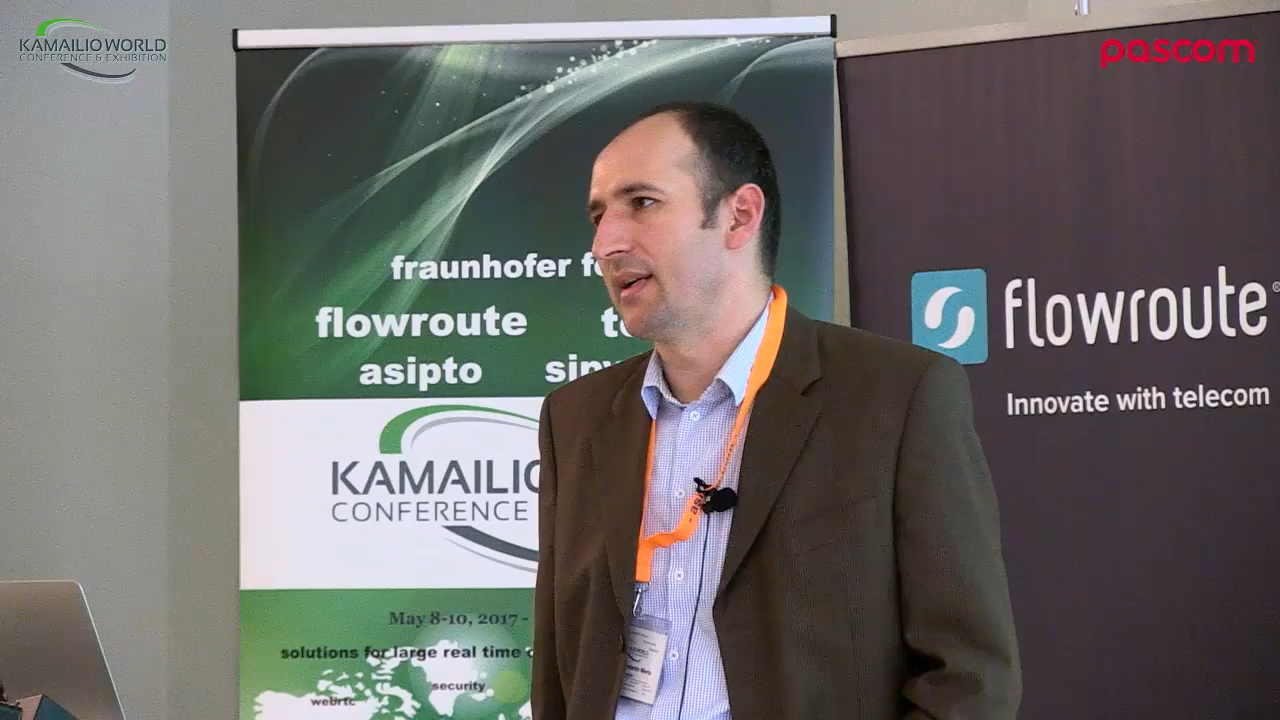 KAMAILIO WORLD
CONFERENCE & EXHIBITION
pascom
fraunhofer fo
flowroute
asipto
KAMAILIO
CONFERENCE
May 8-10, 2017 -
solutions for large real time
security
webrtc
flowroute®
Innovate with telecom